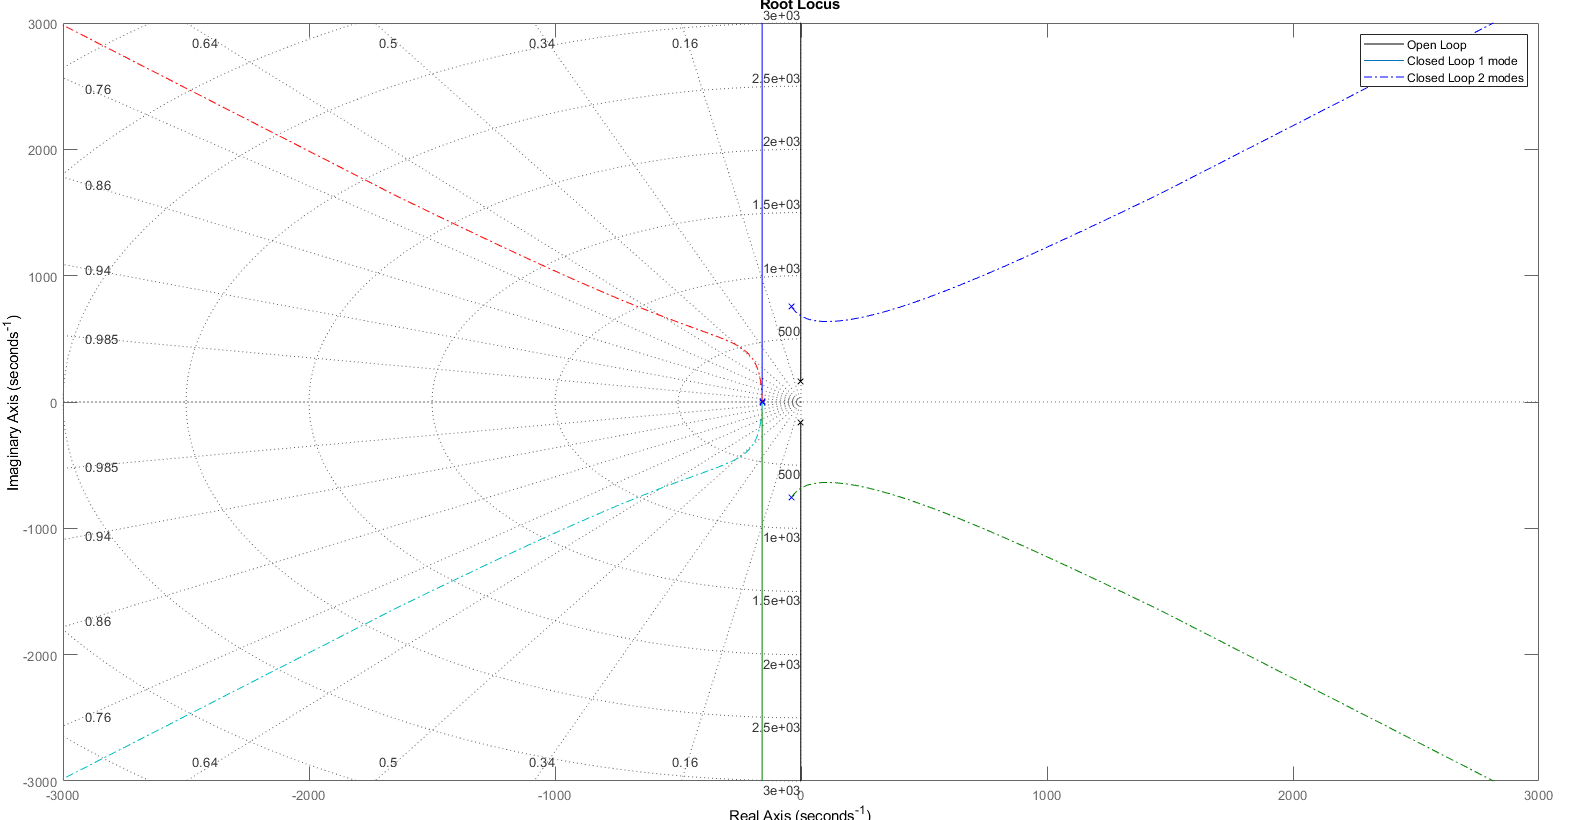 Root Locus
3e+03
3000
0.64
0.5
0.34
0.16
Open Loop
Closed Loop 1 mode
Closed Loop 2 modes
2.5e+03
0.76
2000
2e+03
0.86
1.5e+03
1000
0.94
1e+03
500
0.985
0
Imaginary Axis (seconds-1)
0.985
500
-1000
0.94
1e+03
0.86
1.5e+03
-2000
2e+03
0.76
2.5e+03
0.64
0.5
0.34
0.16
-3000
3e+03
-3000
-2000
-1000
0
1000
2000
3000
Real Axis (seconds-1)